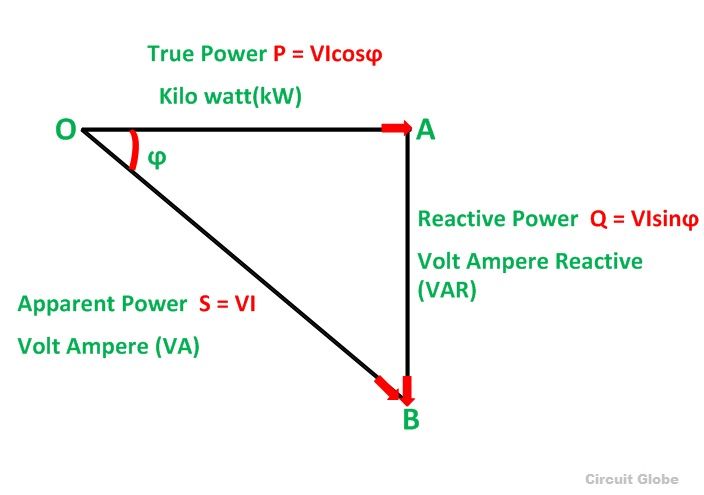 True Power P = VIcosφ
Kilo watt(kW)
O
A
φ
Reactive Power Q = VIsinφ
Volt Ampere Reactive
(VAR)
Apparent Power S = VI
Volt Ampere (VA)
B
Circuit Globe